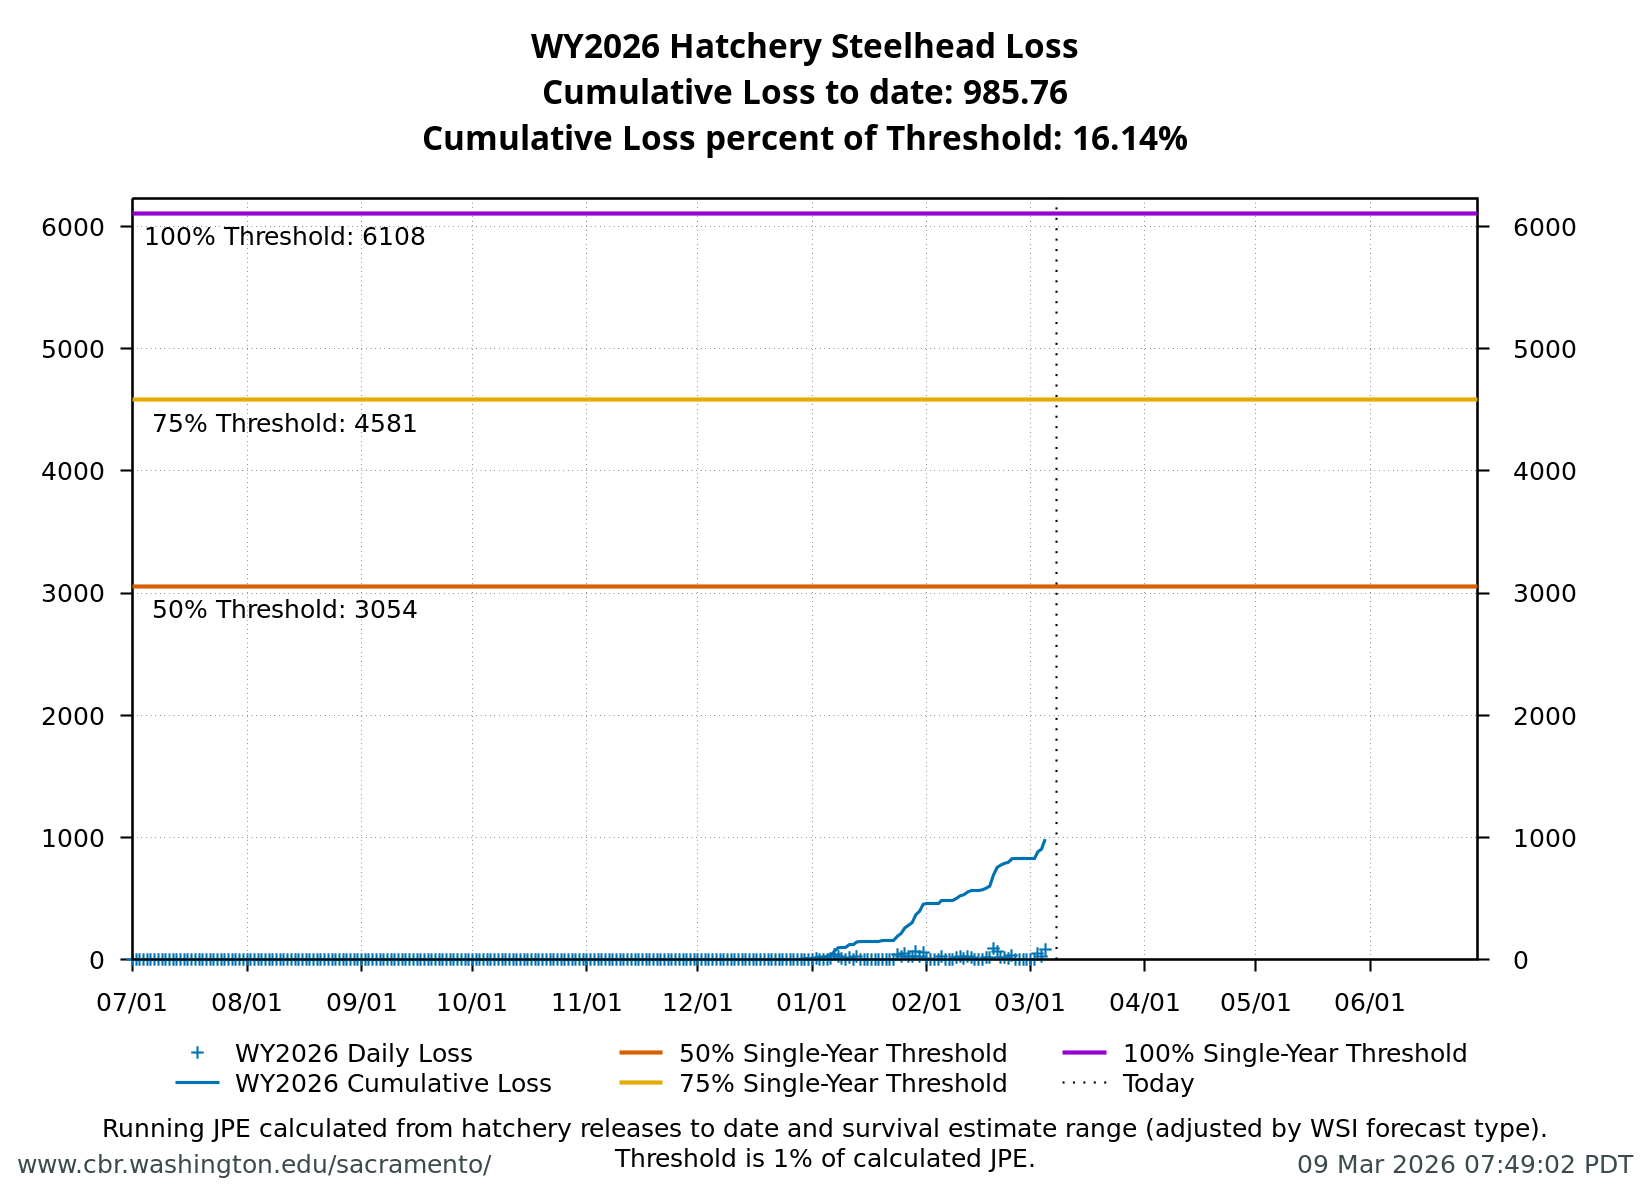 WY2026 Hatchery Steelhead Loss
Cumulative Loss to date: 985.76
Cumulative Loss percent of Threshold: 16.14%
6000 6000
100% Threshold: 6108
5000 5000
75% Threshold: 4581
4000 4000
3000 3000
50% Threshold: 3054
2000 2000
1000 1000
0 0
07/01 08/01 09/01 10/01 11/01 12/01 01/01 02/01 03/01 04/01 05/01 06/01
WY2026 Daily Loss 50% Single-Year Threshold 100% Single-Year Threshold
WY2026 Cumulative Loss 75% Single-Year Threshold Today
Running JPE calculated from hatchery releases to date and survival estimate range (adjusted by WSI forecast type).
Threshold is 1% of calculated JPE.
www.cbr.washington.edu/sacramento/ 09 Mar 2026 07:49:02 PDT